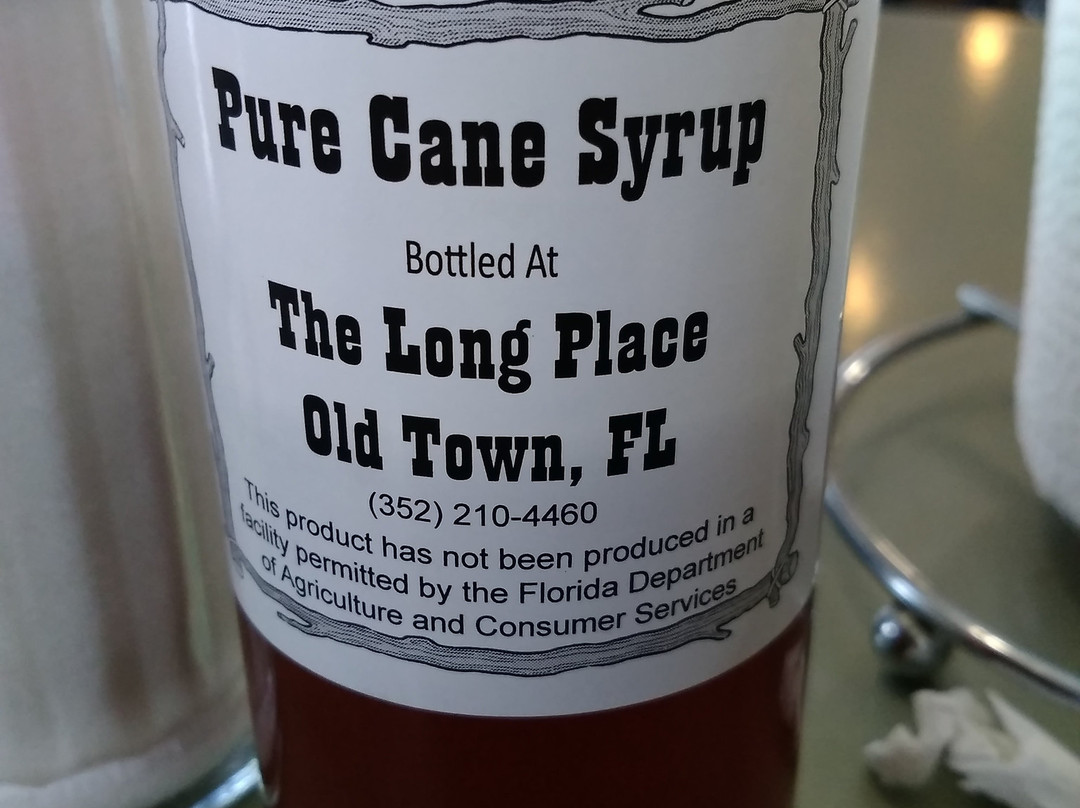 Pure Cane Syrup
Bottled At
The Long Place
Old Town, FL
(352) 210-4460
This product has not been produced in a
facility permitted by the Florida Department
of Agriculture and Consumer Services